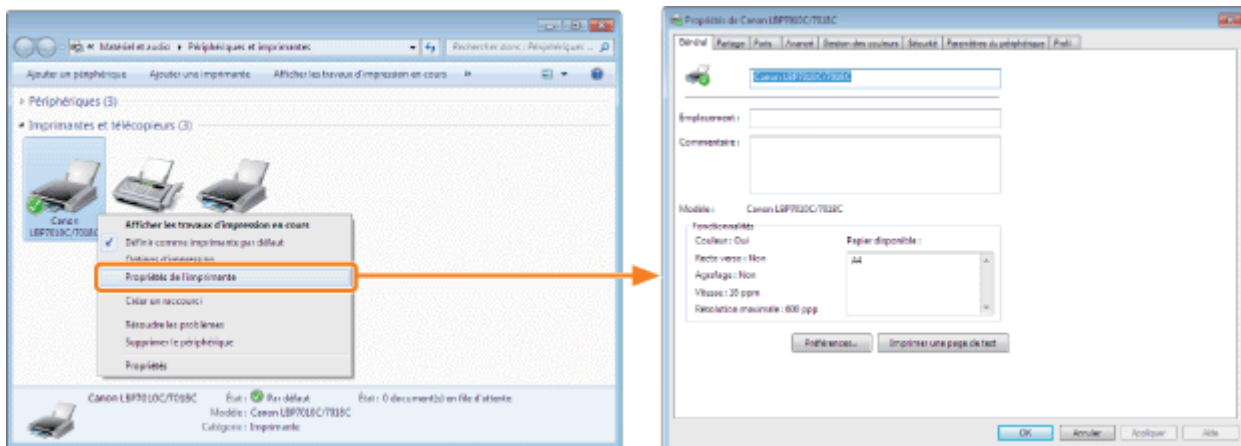 « Matériel et audio ▸ Périphériques et imprimantes
Rechercher dans : Périphériques ...
Ajouter un périphérique Ajouter une imprimante Afficher les travaux d'impression en cours »
Périphériques (3)
Imprimantes et télécopieurs (3)
Canon
LBP7010C/7018C
Afficher les travaux d'impression en cours
Définir comme imprimante par défaut
Options d'impression
Propriétés de l'imprimante
Créer un raccourci
Résoudre les problèmes
Supprimer le périphérique
Propriétés
Canon LBP7010C/7018C État : Par défaut État : 0 document(s) en file d'attente
Modèle : Canon LBP7010C/7018C
Catégorie : Imprimante
Propriétés de Canon LBP7010C/7018C
Général Partage Ports Avancé Gestion des couleurs Sécurité Paramètres du périphérique Profil
Canon LBP7010C/7018C
Emplacement :
Commentaire :
Modèle : Canon LBP7010C/7018C
Fonctionnalités
Couleur : Oui
Papier disponible :
Recto verso : Non
A4
Agrafage : Non
Vitesse : 16 ppm
Résolution maximale : 600 ppp
Préférences... Imprimer une page de test
OK Annuler Appliquer Aide